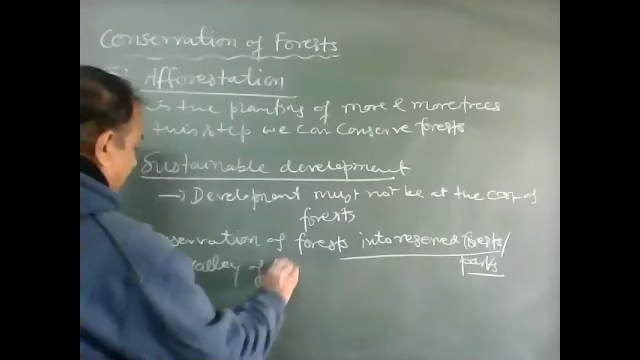 Conservation of Forests
Afforestation
is the planting of more & more trees
this step we can conserve forests
Sustainable development
→ Development must not be at the cost of
forests
servation of forests into reserved forests/
parks
alley of